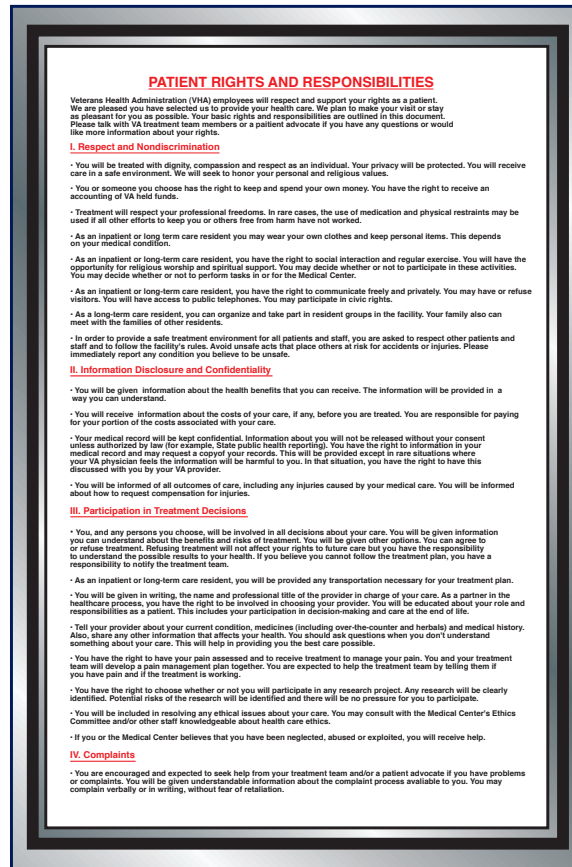 PATIENT RIGHTS AND RESPONSIBILITIES
Veterans Health Administration (VHA) employees will respect and support your rights as a patient.
We are pleased you have selected us to provide your health care. We plan to make your visit or stay
as pleasant for you as possible. Your basic rights and responsibilities are outlined in this document.
Please talk with VA treatment team members or a paitient advocate if you have any questions or would
like more information about your rights.
I. Respect and Nondiscrimination
· You will be treated with dignity, compassion and respect as an individual. Your privacy will be protected. You will receive
care in a safe environment. We will seek to honor your personal and religious values.
· You or someone you choose has the right to keep and spend your own money. You have the right to receive an
accounting of VA held funds.
· Treatment will respect your professional freedoms. In rare cases, the use of medication and physical restraints may be
used if all other efforts to keep you or others free from harm have not worked.
· As an inpatient or long term care resident you may wear your own clothes and keep personal items. This depends
on your medical condition.
· As an inpatient or long-term care resident, you have the right to social interaction and regular exercise. You will have the
opportunity for religious worship and spiritual support. You may decide whether or not to participate in these activities.
You may decide whether or not to perform tasks in or for the Medical Center.
· As an inpatient or long-term care resident, you have the right to communicate freely and privately. You may have or refuse
visitors. You will have access to public telephones. You may participate in civic rights.
· As a long-term care resident, you can organize and take part in resident groups in the facility. Your family also can
meet with the families of other residents.
· In order to provide a safe treatment environment for all patients and staff, you are asked to respect other patients and
staff and to follow the facility's rules. Avoid unsafe acts that place others at risk for accidents or injuries. Please
immediately report any condition you believe to be unsafe.
II. Information Disclosure and Confidentiality
· You will be given information about the health benefits that you can receive. The information will be provided in a
way you can understand.
· You will receive information about the costs of your care, if any, before you are treated. You are responsible for paying
for your portion of the costs associated with your care.
· Your medical record will be kept confidential. Information about you will not be released without your consent
unless authorized by law (for example, State public health reporting). You have the right to information in your
medical record and may request a copyof your records. This will be provided except in rare situations where
your VA physician feels the information will be harmful to you. In that situation, you have the right to have this
discussed with you by your VA provider.
· You will be informed of all outcomes of care, including any injuries caused by your medical care. You will be informed
about how to request compensation for injuries.
III. Participation in Treatment Decisions
· You, and any persons you choose, will be involved in all decisions about your care. You will be given information
you can understand about the benefits and risks of treatment. You will be given other options. You can agree to
or refuse treatment. Refusing treatment will not affect your rights to future care but you have the responsibility
to understand the possible results to your health. If you believe you cannot follow the treatment plan, you have a
responsibility to notify the treatment team.
· As an inpatient or long-term care resident, you will be provided any transportation necessary for your treatment plan.
· You will be given in writing, the name and professional title of the provider in charge of your care. As a partner in the
healthcare process, you have the right to be involved in choosing your provider. You will be educated about your role and
responsibilities as a patient. This includes your participation in decision-making and care at the end of life.
· Tell your provider about your current condition, medicines (including over-the-counter and herbals) and medical history.
Also, share any other information that affects your health. You should ask questions when you don't understand
something about your care. This will help in providing you the best care possible.
· You have the right to have your pain assessed and to receive treatment to manage your pain. You and your treatment
team will develop a pain management plan together. You are expected to help the treatment team by telling them if
you have pain and if the treatment is working.
· You have the right to choose whether or not you will participate in any research project. Any research will be clearly
identified. Potential risks of the research will be identified and there will be no pressure for you to participate.
· You will be included in resolving any ethical issues about your care. You may consult with the Medical Center's Ethics
Committee and/or other staff knowledgeable about health care ethics.
· If you or the Medical Center believes that you have been neglected, abused or exploited, you will receive help.
IV. Complaints
· You are encouraged and expected to seek help from your treatment team and/or a patient advocate if you have problems
or complaints. You will be given understandable information about the complaint process avaliable to you. You may
complain verbally or in writing, without fear of retaliation.